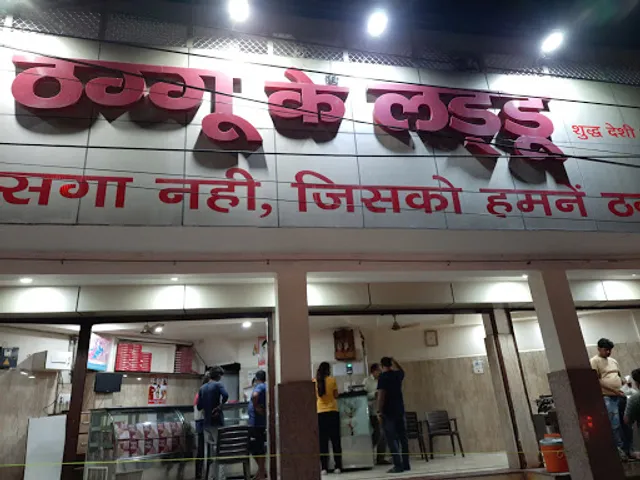 ठग्गू के लड्डू शुद्ध देशी
सगा नही, जिसको हमनें